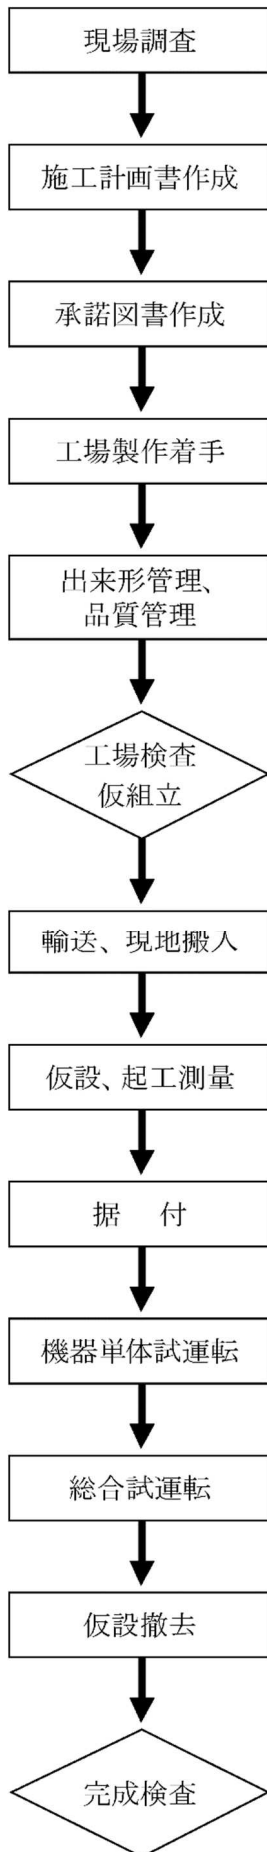 現場調査
施工計画書作成
承諾図書作成
工場製作着手
出来形管理、
品質管理
工場検査
仮組立
輸送、現地搬入
仮設、起工測量
据　付
機器単体試運転
総合試運転
仮設撤去
完成検査